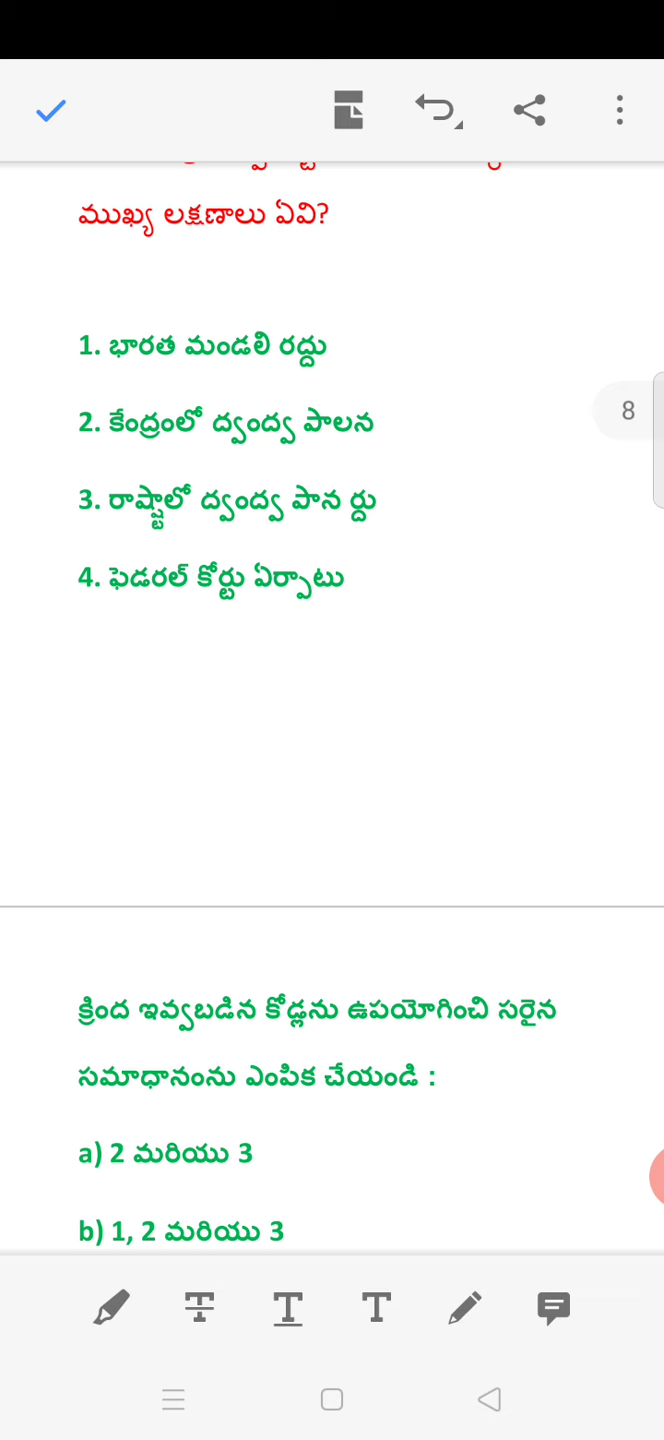 ముఖ్య లక్షణాలు ఏవి?
1. భారత మండలి రద్దు
2. కేంద్రంలో ద్వంద్వ పాలన
8
3. రాష్ట్రాలో ద్వంద్వ పాన ర్దు
4. ఫెడరల్ కోర్టు ఏర్పాటు
క్రింద ఇవ్వబడిన కోడ్లను ఉపయోగించి సరైన
సమాధానంను ఎంపిక చేయండి :
a) 2 మరియు 3
b) 1, 2 మరియు 3